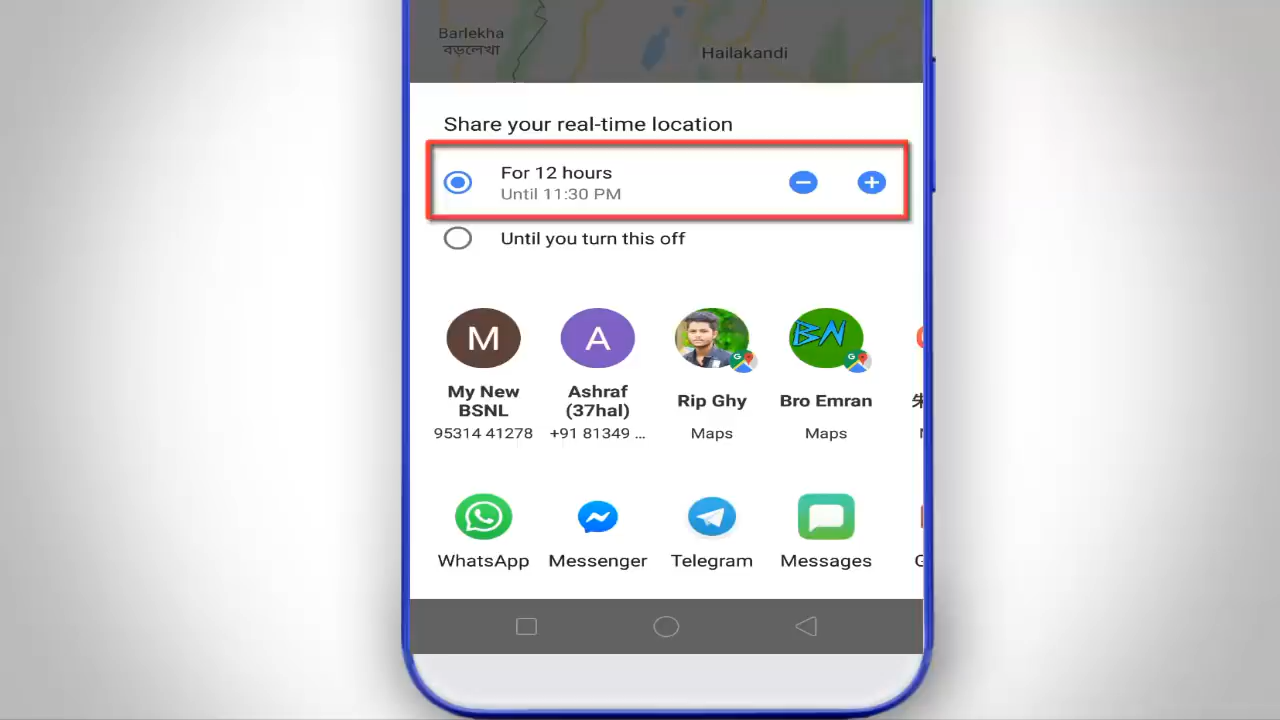 Barlekha
বড়লেখা
Hailakandi
Share your real-time location
For 12 hours
Until 11:30 PM
Until you turn this off
M
A
BN
My New
BSNL
95314 41278
Ashraf
(37hal)
+91 81349 ...
Rip Ghy
Maps
Bro Emran
Maps
WhatsApp
Messenger
Telegram
Messages